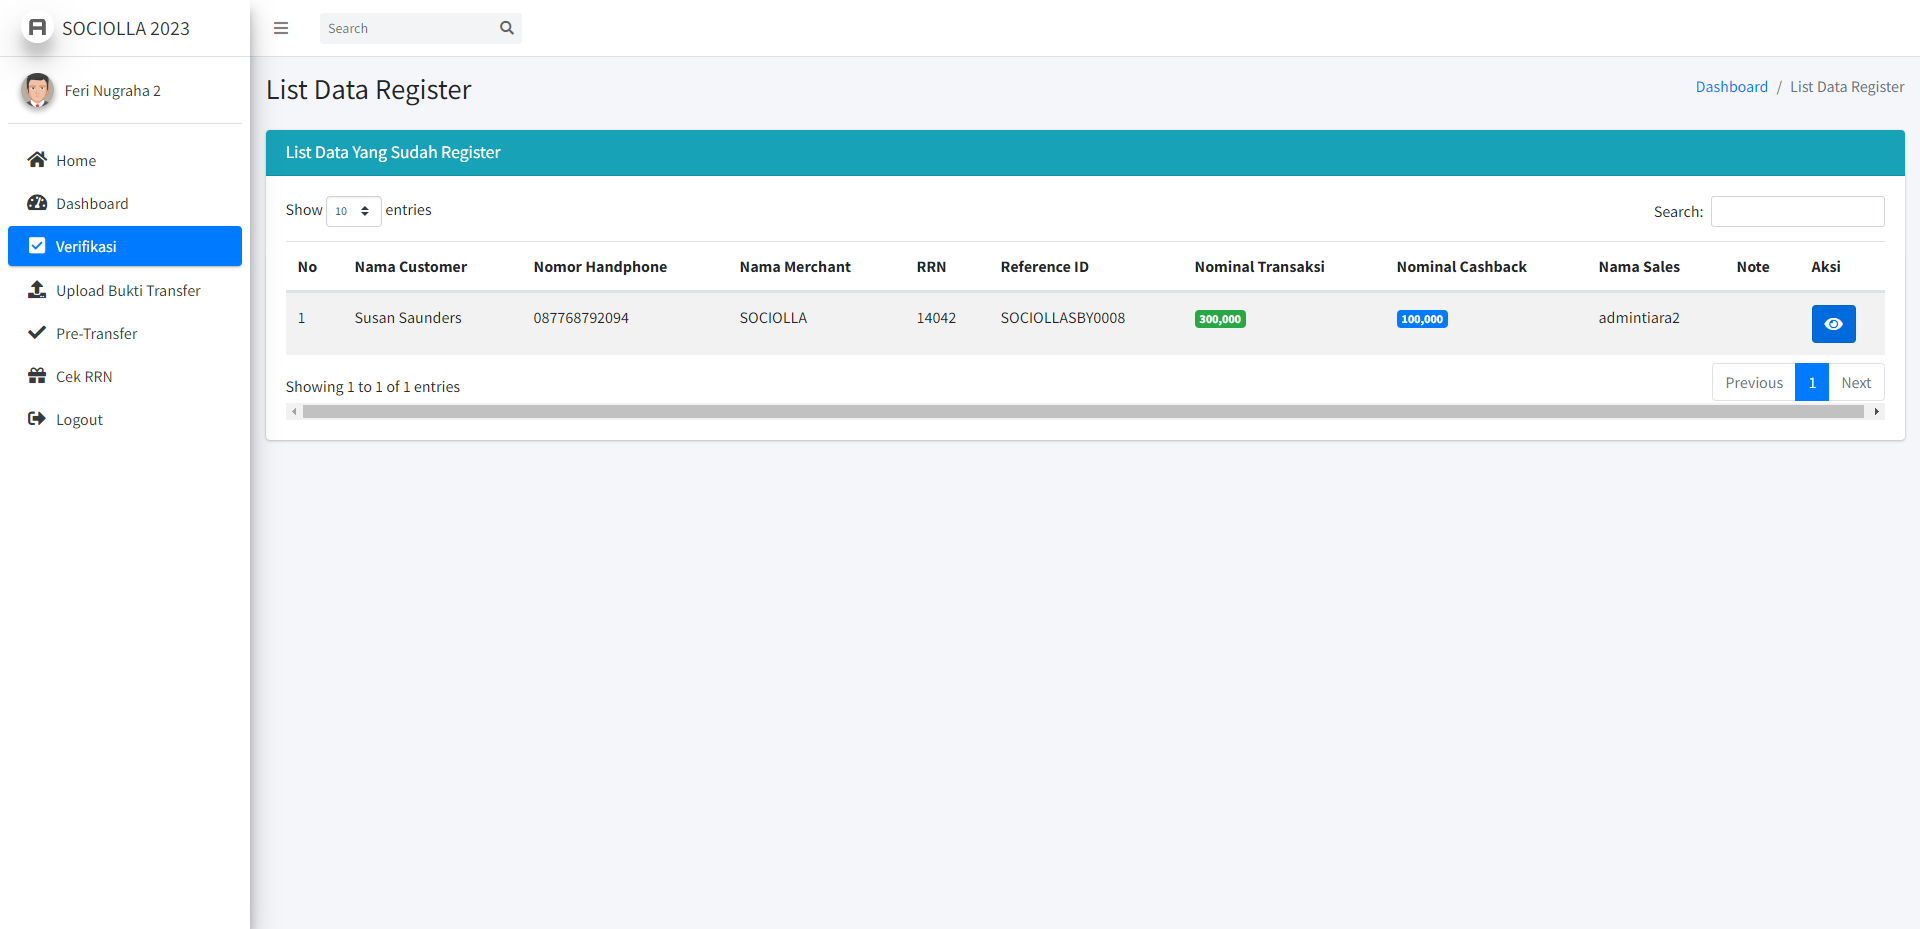 SOCIOLLA 2023
Search
Feri Nugraha 2
Home
Dashboard
Verifikasi
Upload Bukti Transfer
Pre-Transfer
Cek RRN
Logout
List Data Register
Dashboard / List Data Register
List Data Yang Sudah Register
Show 10 entries
Search:
No Nama Customer Nomor Handphone Nama Merchant RRN Reference ID Nominal Transaksi Nominal Cashback Nama Sales Note Aksi
1 Susan Saunders 087768792094 SOCIOLLA 14042 SOCIOLLASBY0008 300,000 100,000 admintiara2
Showing 1 to 1 of 1 entries
Previous 1 Next